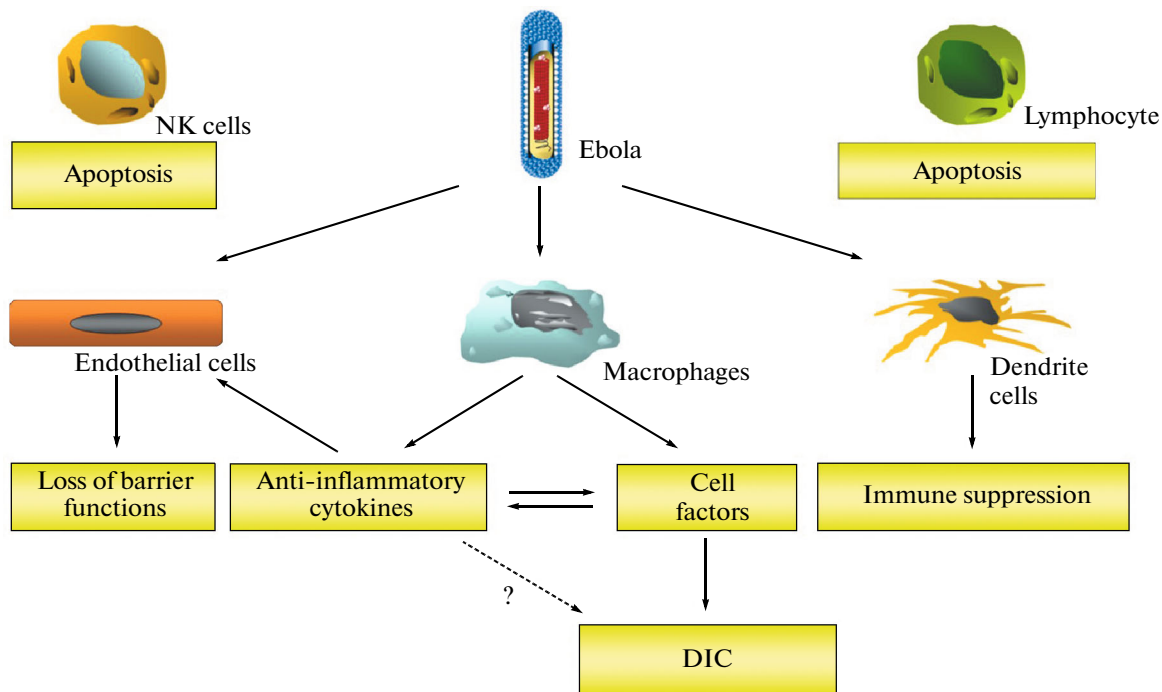 NK cells
Ebola
Lymphocyte
Apoptosis
Apoptosis
Endothelial cells
Macrophages
Dendrite
cells
Loss of barrier
functions
Anti-inflammatory
cytokines
Cell
factors
Immune suppression
?
DIC